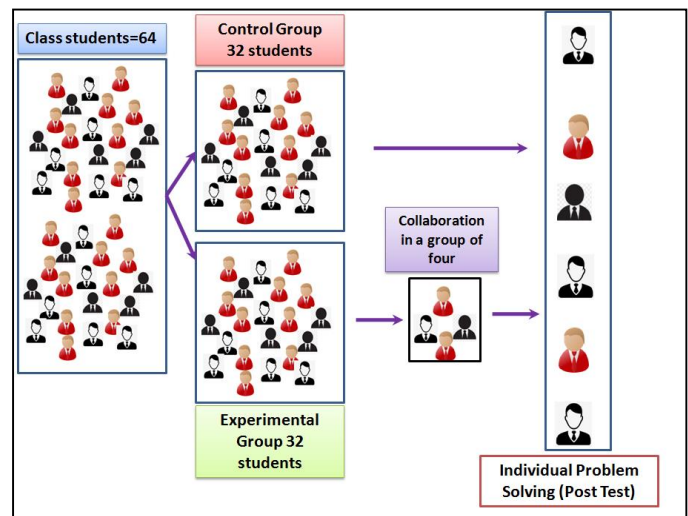 Class students=64
Control Group
32 students
Collaboration
in a group of
four
Experimental
Group 32
students
Individual Problem
Solving (Post Test)